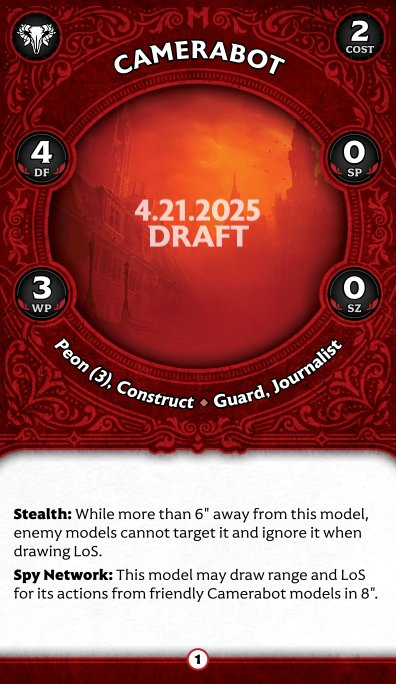 CAMERABOT
2
COST
4
DF
0
SP
4.21.2025
DRAFT
3
WP
0
SZ
Peon (3), Construct ◆ Guard, Journalist
Stealth: While more than 6" away from this model,
enemy models cannot target it and ignore it when
drawing LoS.
Spy Network: This model may draw range and LoS
for its actions from friendly Camerabot models in 8".
1